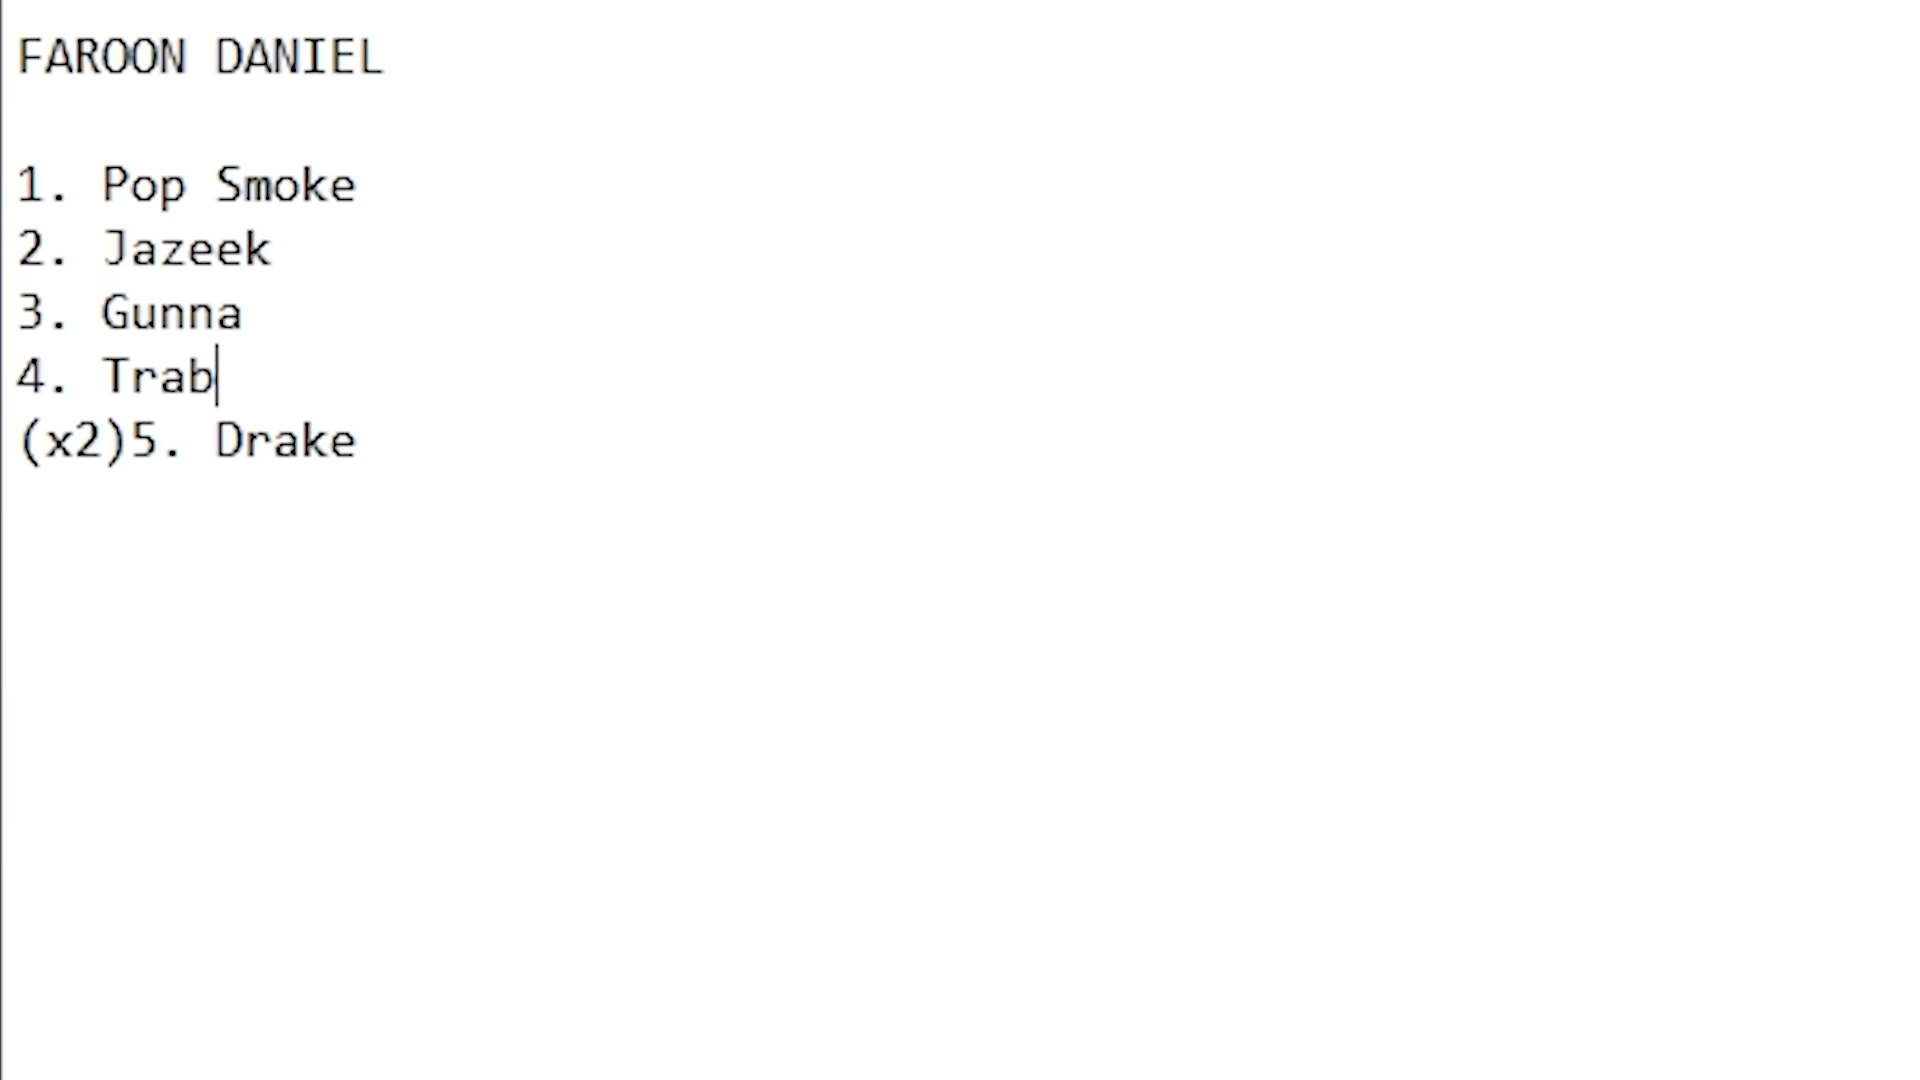 FAROON DANIEL
1. Pop Smoke
2. Jazeek
3. Gunna
4. Trab
(x2)5. Drake